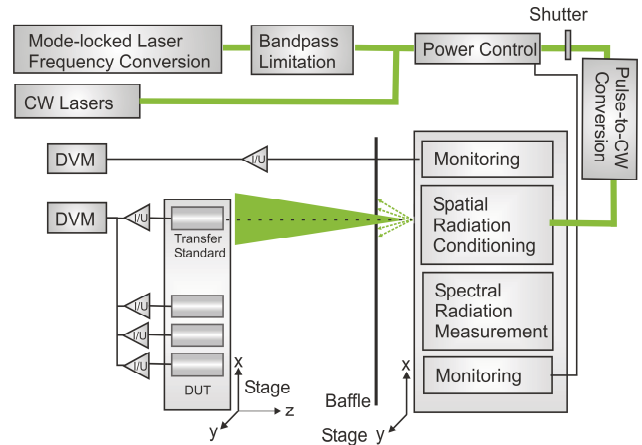 Shutter
Mode-locked Laser
Frequency Conversion
Bandpass
Limitation
Power Control
CW Lasers
Pulse-to-CW
Conversion
DVM
I/U
Monitoring
DVM
I/U
Transfer
Standard
Spatial
Radiation
Conditioning
Spectral
Radiation
Measurement
I/U
I/U
I/U
DUT
x
Stage
z
y
Baffle
x
Monitoring
Stage
y